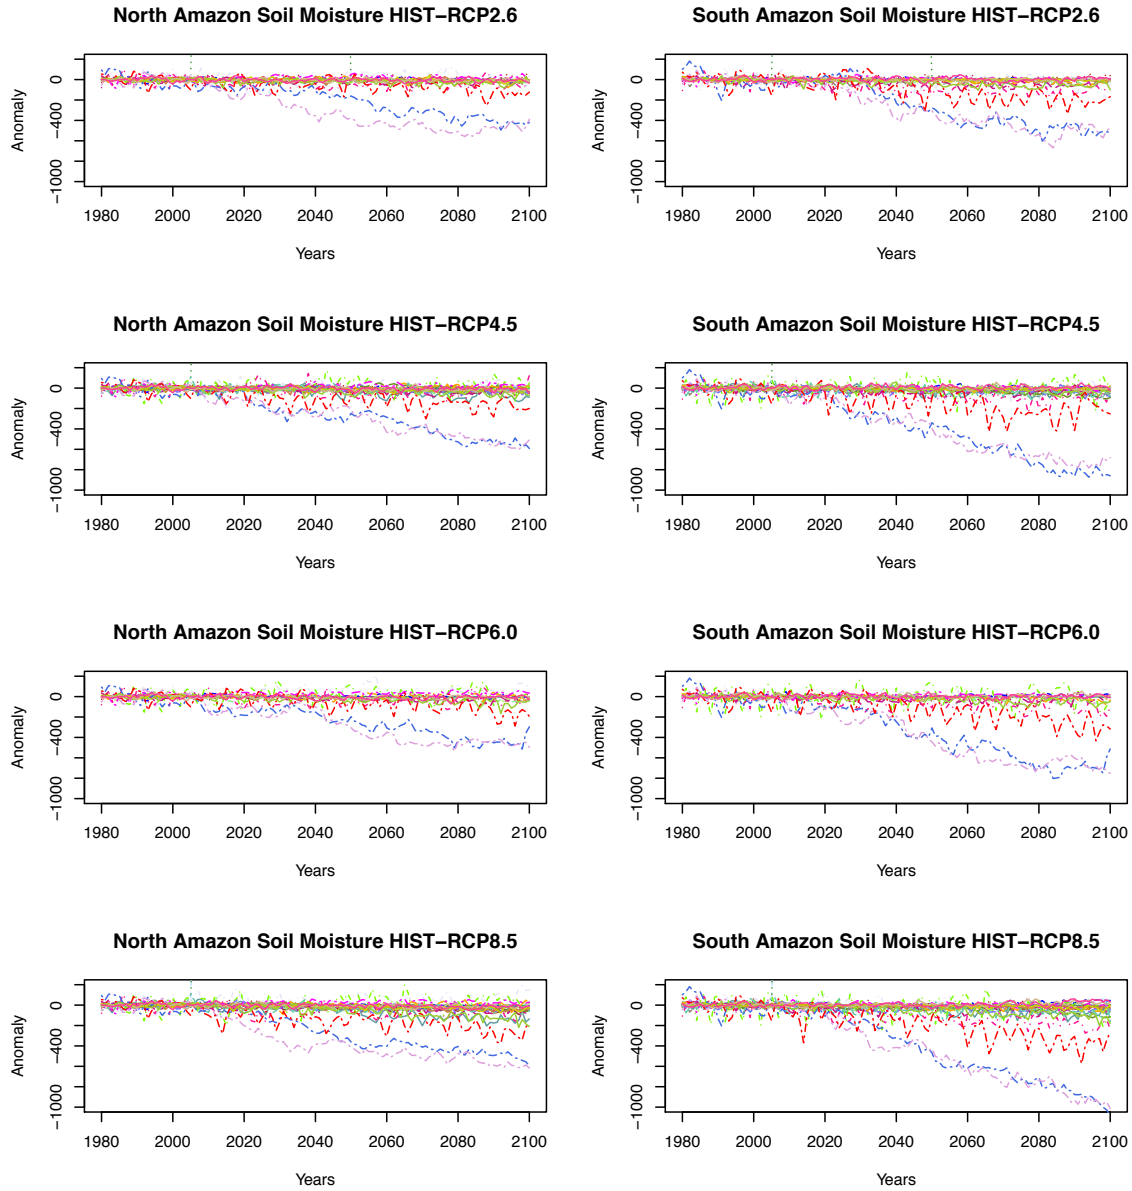 North Amazon Soil Moisture HIST−RCP2.6
Anomaly
0
−400
−1000
1980 2000 2020 2040 2060 2080 2100
Years
South Amazon Soil Moisture HIST−RCP2.6
Anomaly
0
−400
−1000
1980 2000 2020 2040 2060 2080 2100
Years
North Amazon Soil Moisture HIST−RCP4.5
Anomaly
0
−400
−1000
1980 2000 2020 2040 2060 2080 2100
Years
South Amazon Soil Moisture HIST−RCP4.5
Anomaly
0
−400
−1000
1980 2000 2020 2040 2060 2080 2100
Years
North Amazon Soil Moisture HIST−RCP6.0
Anomaly
0
−400
−1000
1980 2000 2020 2040 2060 2080 2100
Years
South Amazon Soil Moisture HIST−RCP6.0
Anomaly
0
−400
−1000
1980 2000 2020 2040 2060 2080 2100
Years
North Amazon Soil Moisture HIST−RCP8.5
Anomaly
0
−400
−1000
1980 2000 2020 2040 2060 2080 2100
Years
South Amazon Soil Moisture HIST−RCP8.5
Anomaly
0
−400
−1000
1980 2000 2020 2040 2060 2080 2100
Years